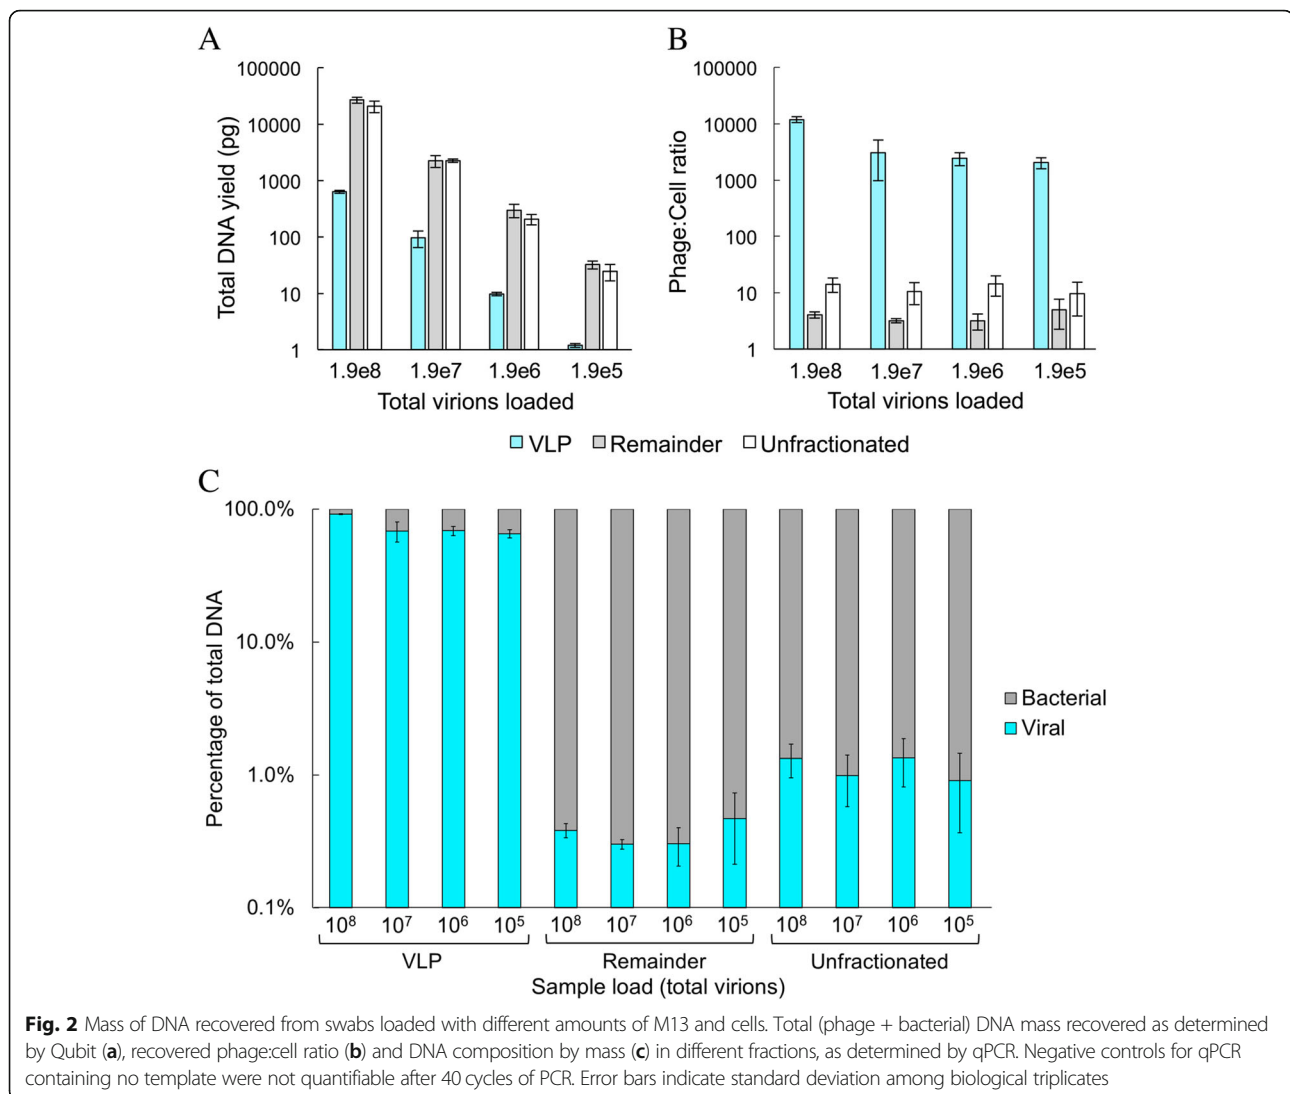 A
100000
10000
1000
100
10
1
Total DNA yield (pg)
1.9e8 1.9e7 1.9e6 1.9e5
Total virions loaded
B
100000
10000
1000
100
10
1
Phage:Cell ratio
1.9e8 1.9e7 1.9e6 1.9e5
Total virions loaded
VLP Remainder Unfractionated
C
100.0%
10.0%
1.0%
0.1%
Percentage of total DNA
10⁸ 10⁷ 10⁶ 10⁵ 10⁸ 10⁷ 10⁶ 10⁵ 10⁸ 10⁷ 10⁶ 10⁵
VLP Remainder Unfractionated
Sample load (total virions)
Bacterial
Viral
Fig. 2 Mass of DNA recovered from swabs loaded with different amounts of M13 and cells. Total (phage + bacterial) DNA mass recovered as determined
by Qubit (a), recovered phage:cell ratio (b) and DNA composition by mass (c) in different fractions, as determined by qPCR. Negative controls for qPCR
containing no template were not quantifiable after 40 cycles of PCR. Error bars indicate standard deviation among biological triplicates